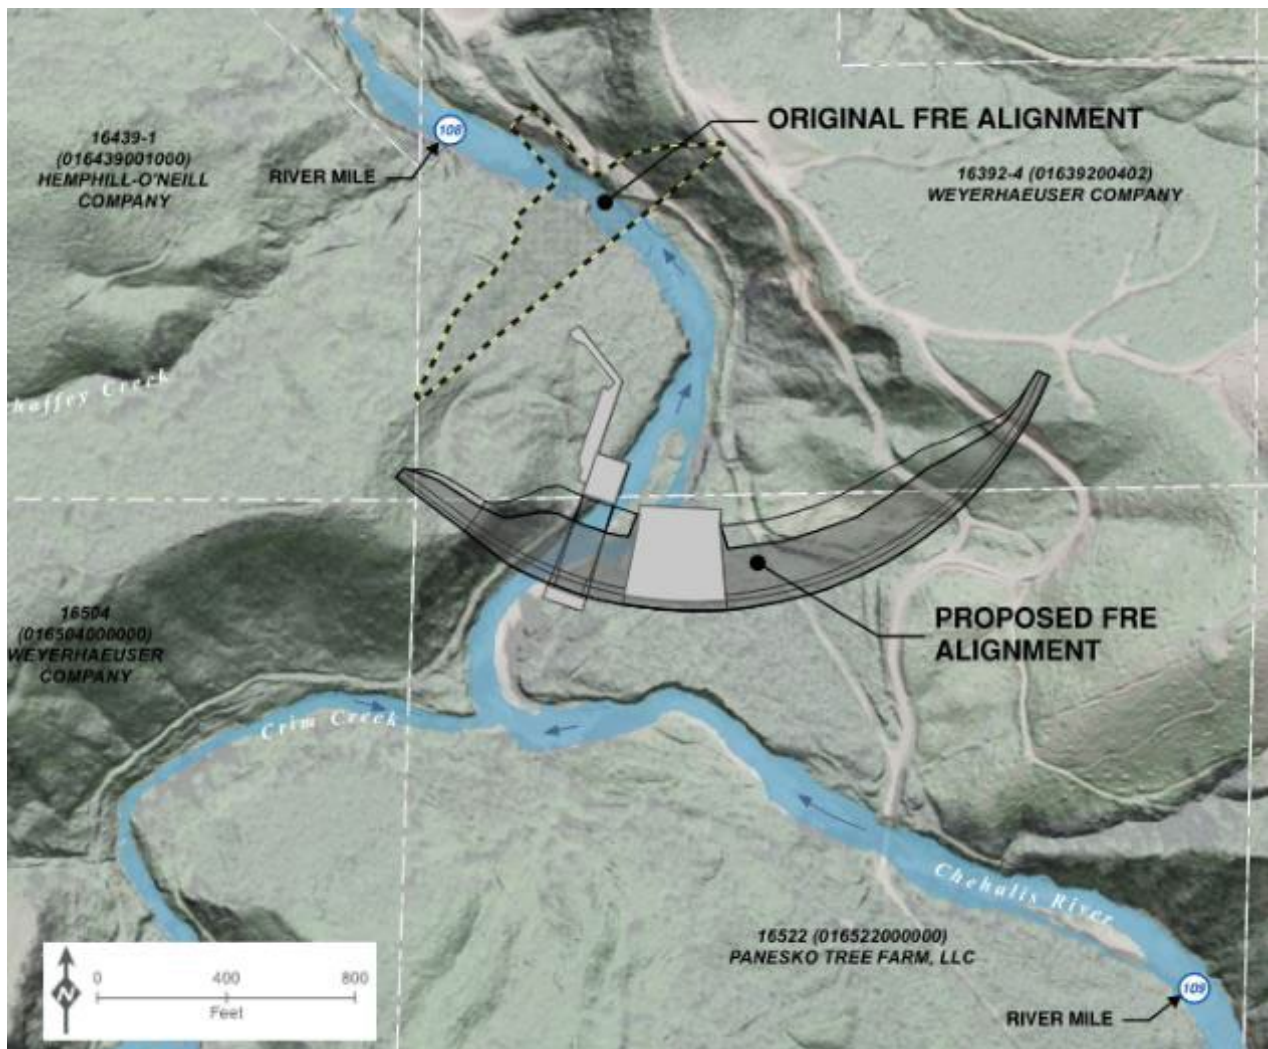 ORIGINAL FRE ALIGNMENT
108
RIVER MILE
16439-1
(016439001000)
HEMPHILL-O'NEILL
COMPANY
16392-4 (01639200402)
WEYERHAEUSER COMPANY
Creek
16504
(016504000000)
WEYERHAEUSER
COMPANY
PROPOSED FRE
ALIGNMENT
Crim Creek
Chehalis River
16522 (016522000000)
PANESKO TREE FARM, LLC
109
RIVER MILE
N
0 400 800
Feet